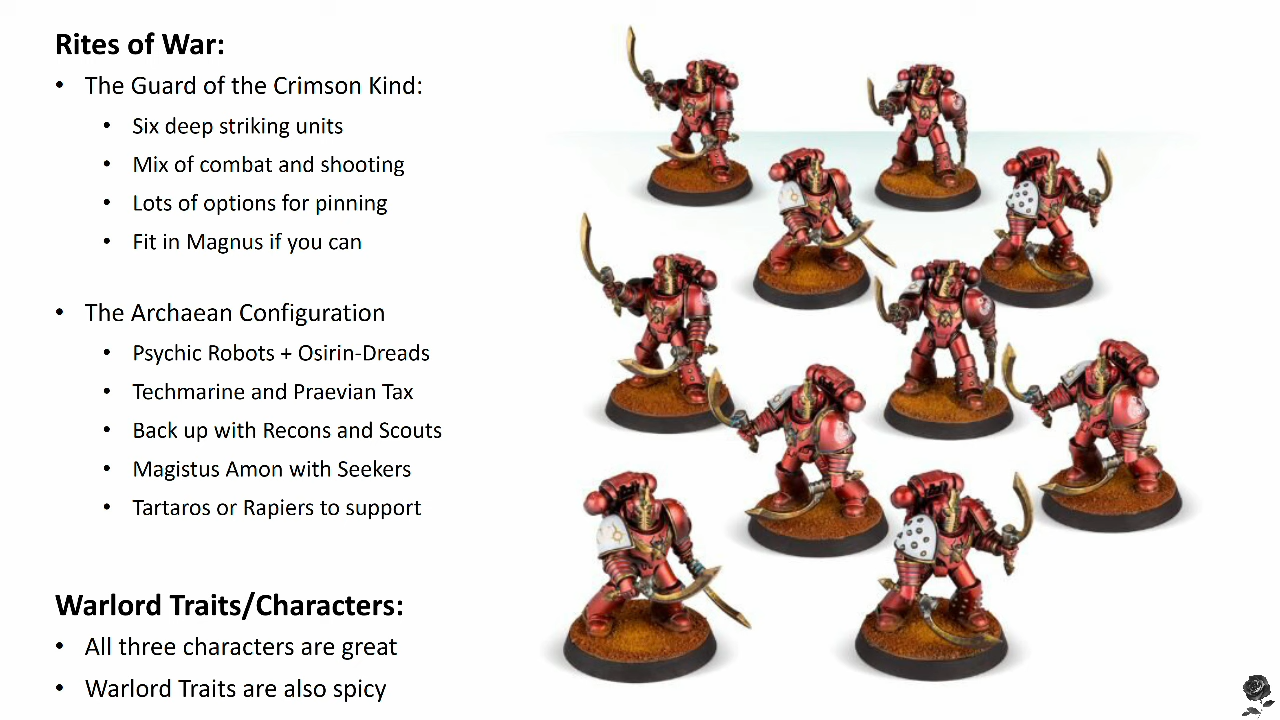 Rites of War:
• The Guard of the Crimson Kind:
• Six deep striking units
• Mix of combat and shooting
• Lots of options for pinning
• Fit in Magnus if you can
• The Archaean Configuration
• Psychic Robots + Osirin-Dreads
• Techmarine and Praevian Tax
• Back up with Recons and Scouts
• Magistus Amon with Seekers
• Tartaros or Rapiers to support
Warlord Traits/Characters:
• All three characters are great
• Warlord Traits are also spicy